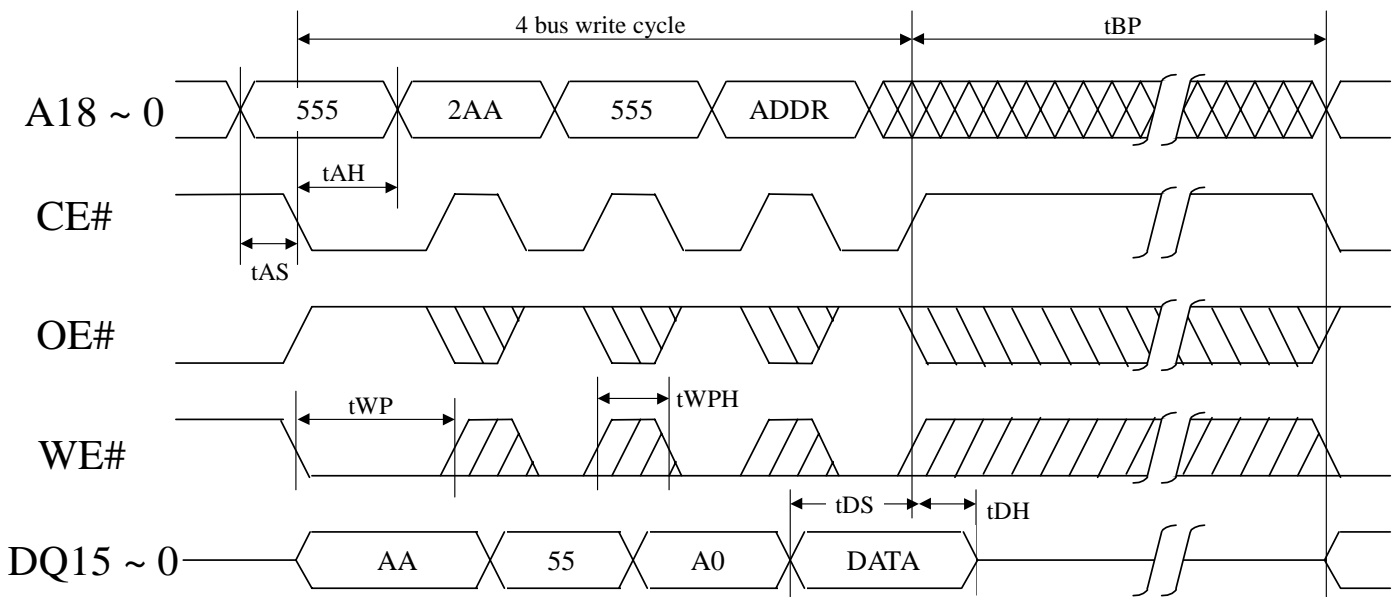 4 bus write cycle
tBP
A18 ~ 0
555
2AA
555
ADDR
tAH
CE#
tAS
OE#
tWP
tWPH
WE#
tDS
tDH
DQ15 ~ 0
AA
55
A0
DATA